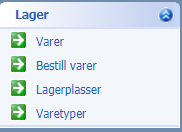 Lager
Varer
Bestill varer
Lagerplasser
Varetyper